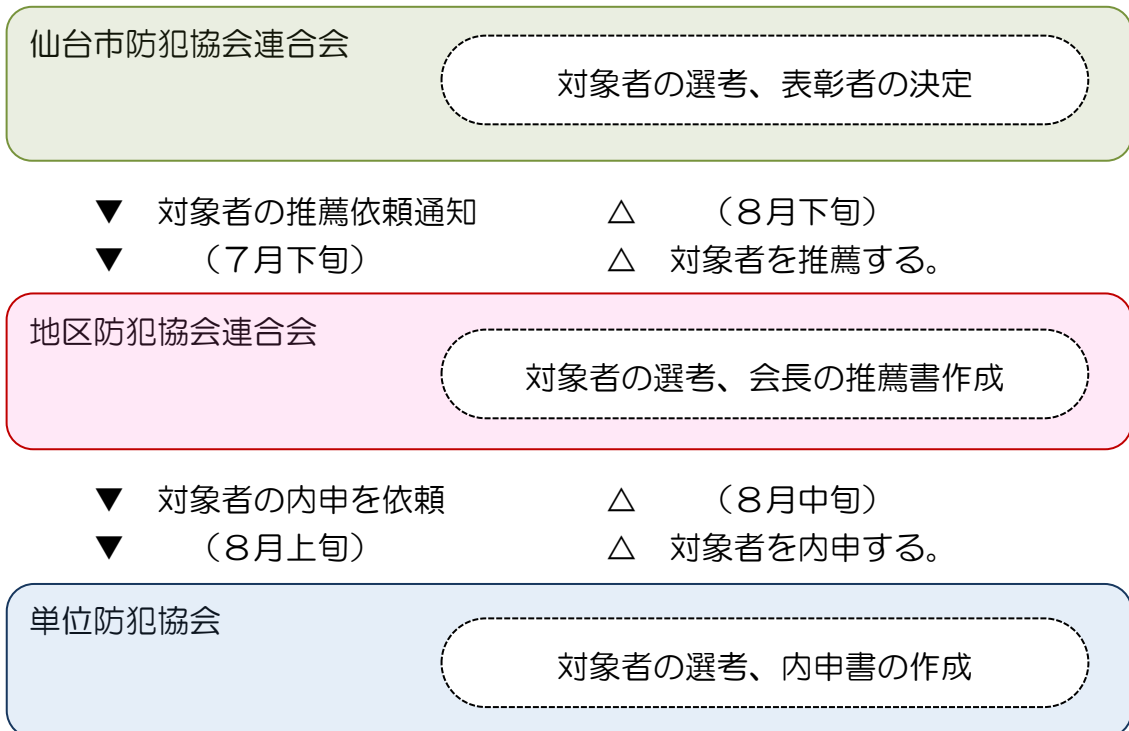 仙台市防犯協会連合会
対象者の選考、表彰者の決定
▼ 対象者の推薦依頼通知 △ （８月下旬）
▼ （７月下旬） △ 対象者を推薦する。
地区防犯協会連合会
対象者の選考、会長の推薦書作成
▼ 対象者の内申を依頼 △ （８月中旬）
▼ （８月上旬） △ 対象者を内申する。
単位防犯協会
対象者の選考、内申書の作成